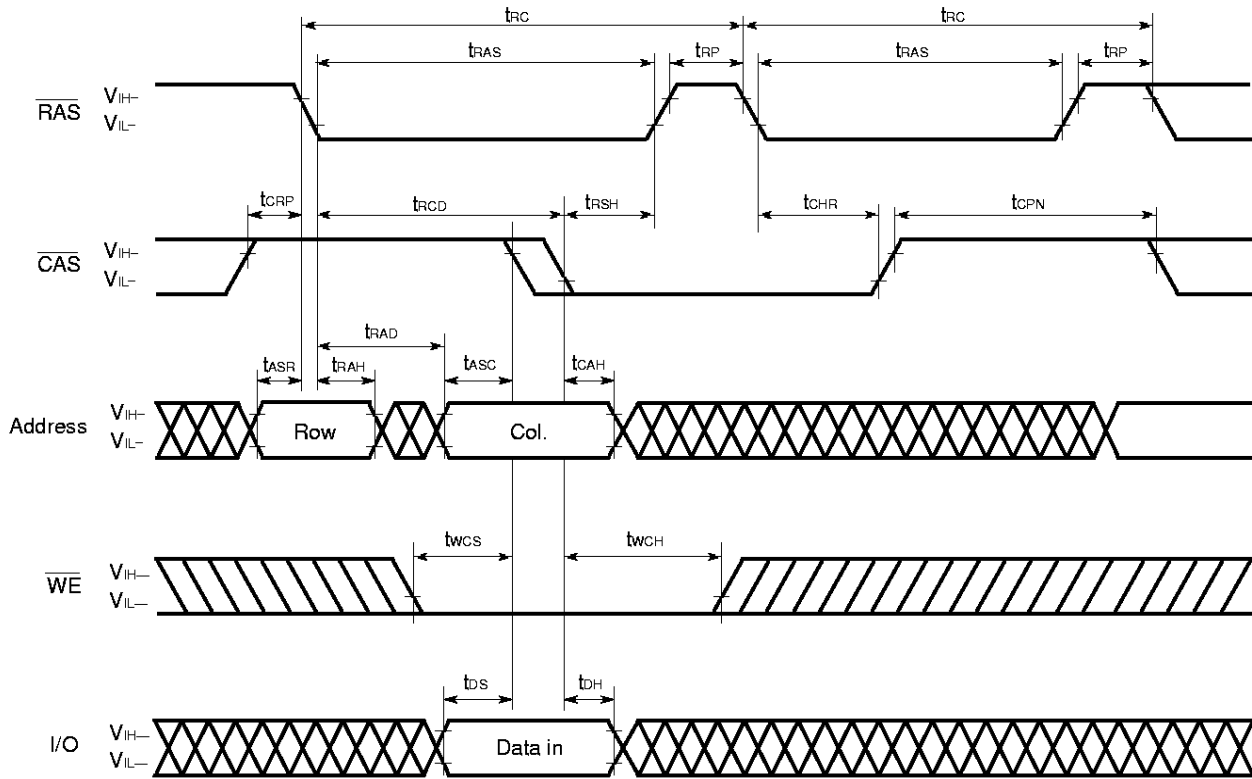 tRC tRC
tRAS tRP tRAS tRP
RAS VIH–
VIL–
tCRP tRCD tRSH tCHR tCPN
CAS VIH–
VIL–
tRAD
tASR tRAH tASC tCAH
Address VIH–
VIL–
Row Col.
tWCS tWCH
WE VIH—
VIL—
tDS tDH
I/O VIH—
VIL—
Data in